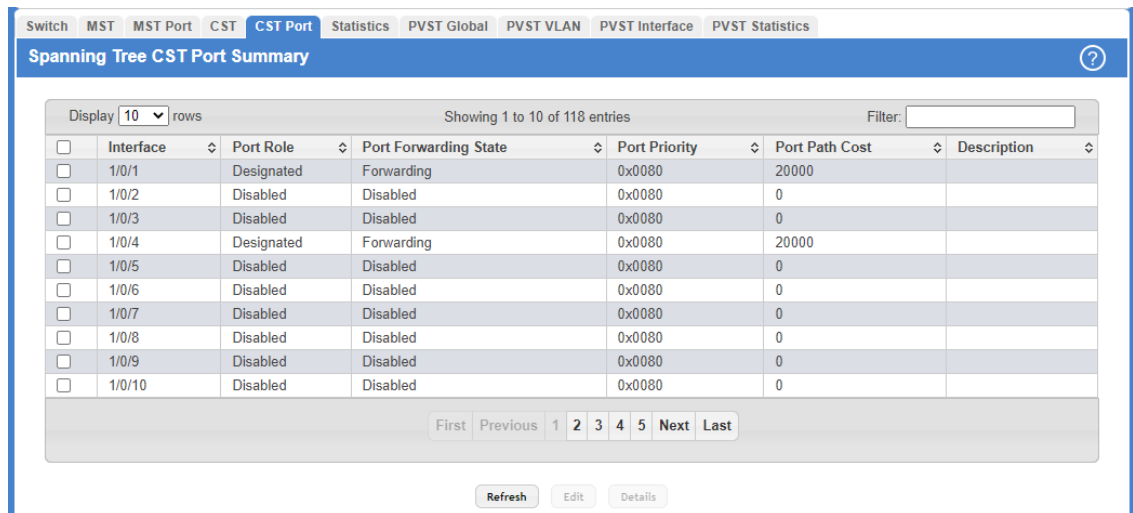 Switch MST MST Port CST CST Port Statistics PVST Global PVST VLAN PVST Interface PVST Statistics
Spanning Tree CST Port Summary ?
Display 10 rows Showing 1 to 10 of 118 entries Filter:
Interface Port Role Port Forwarding State Port Priority Port Path Cost Description
1/0/1 Designated Forwarding 0x0080 20000
1/0/2 Disabled Disabled 0x0080 0
1/0/3 Disabled Disabled 0x0080 0
1/0/4 Designated Forwarding 0x0080 20000
1/0/5 Disabled Disabled 0x0080 0
1/0/6 Disabled Disabled 0x0080 0
1/0/7 Disabled Disabled 0x0080 0
1/0/8 Disabled Disabled 0x0080 0
1/0/9 Disabled Disabled 0x0080 0
1/0/10 Disabled Disabled 0x0080 0
First Previous 1 2 3 4 5 Next Last
Refresh Edit Details